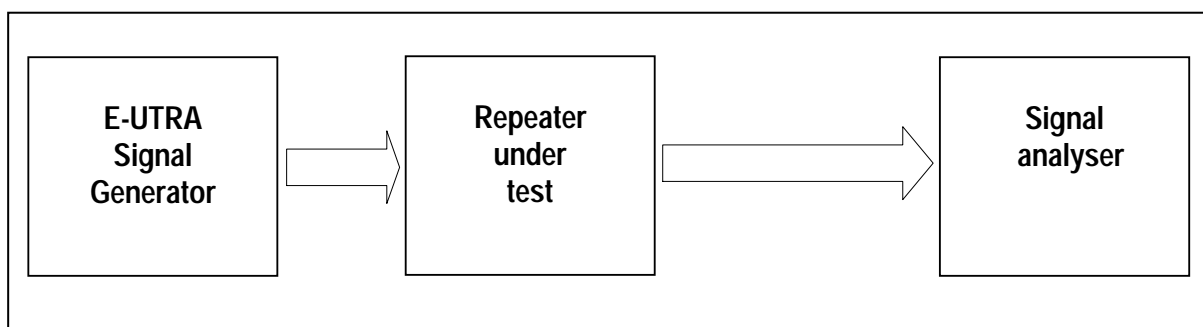 E-UTRA
Signal
Generator
Repeater
under
test
Signal
analyser